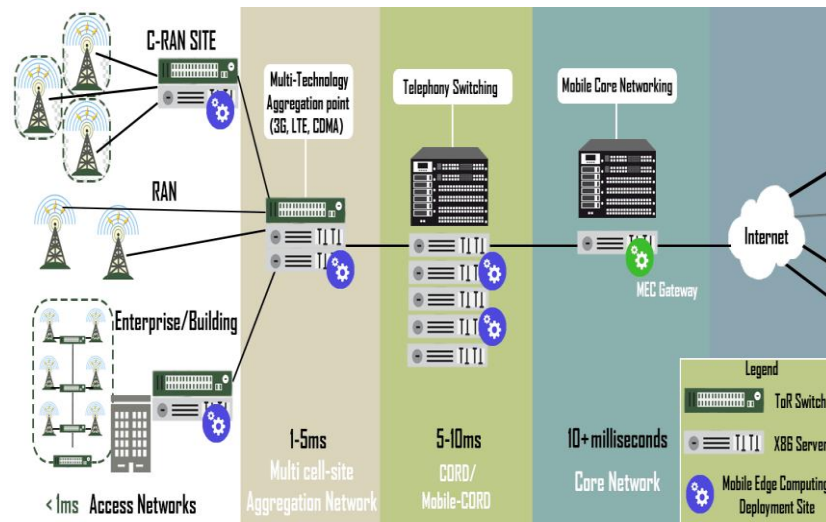 C-RAN SITE
Multi-Technology
Aggregation point
(3G, LTE, CDMA)
Telephony Switching
Mobile Core Networking
RAN
Internet
MEC Gateway
Enterprise/Building
Legend
ToR Switch
X86 Server
Mobile Edge Computing
Deployment Site
1-5ms
Multi cell-site
Aggregation Network
5-10ms
CORD/
Mobile-CORD
10+milliseconds
Core Network
<1ms Access Networks